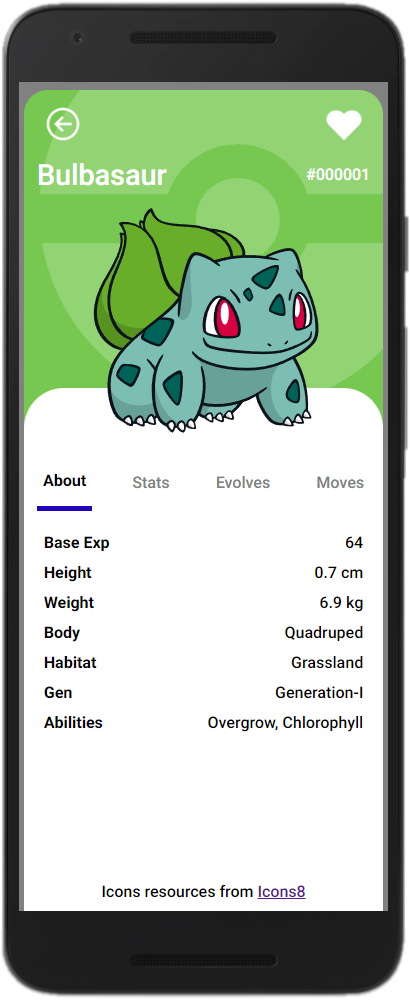 Bulbasaur #000001
About Stats Evolves Moves
Base Exp 64
Height 0.7 cm
Weight 6.9 kg
Body Quadruped
Habitat Grassland
Gen Generation-I
Abilities Overgrow, Chlorophyll
Icons resources from Icons8